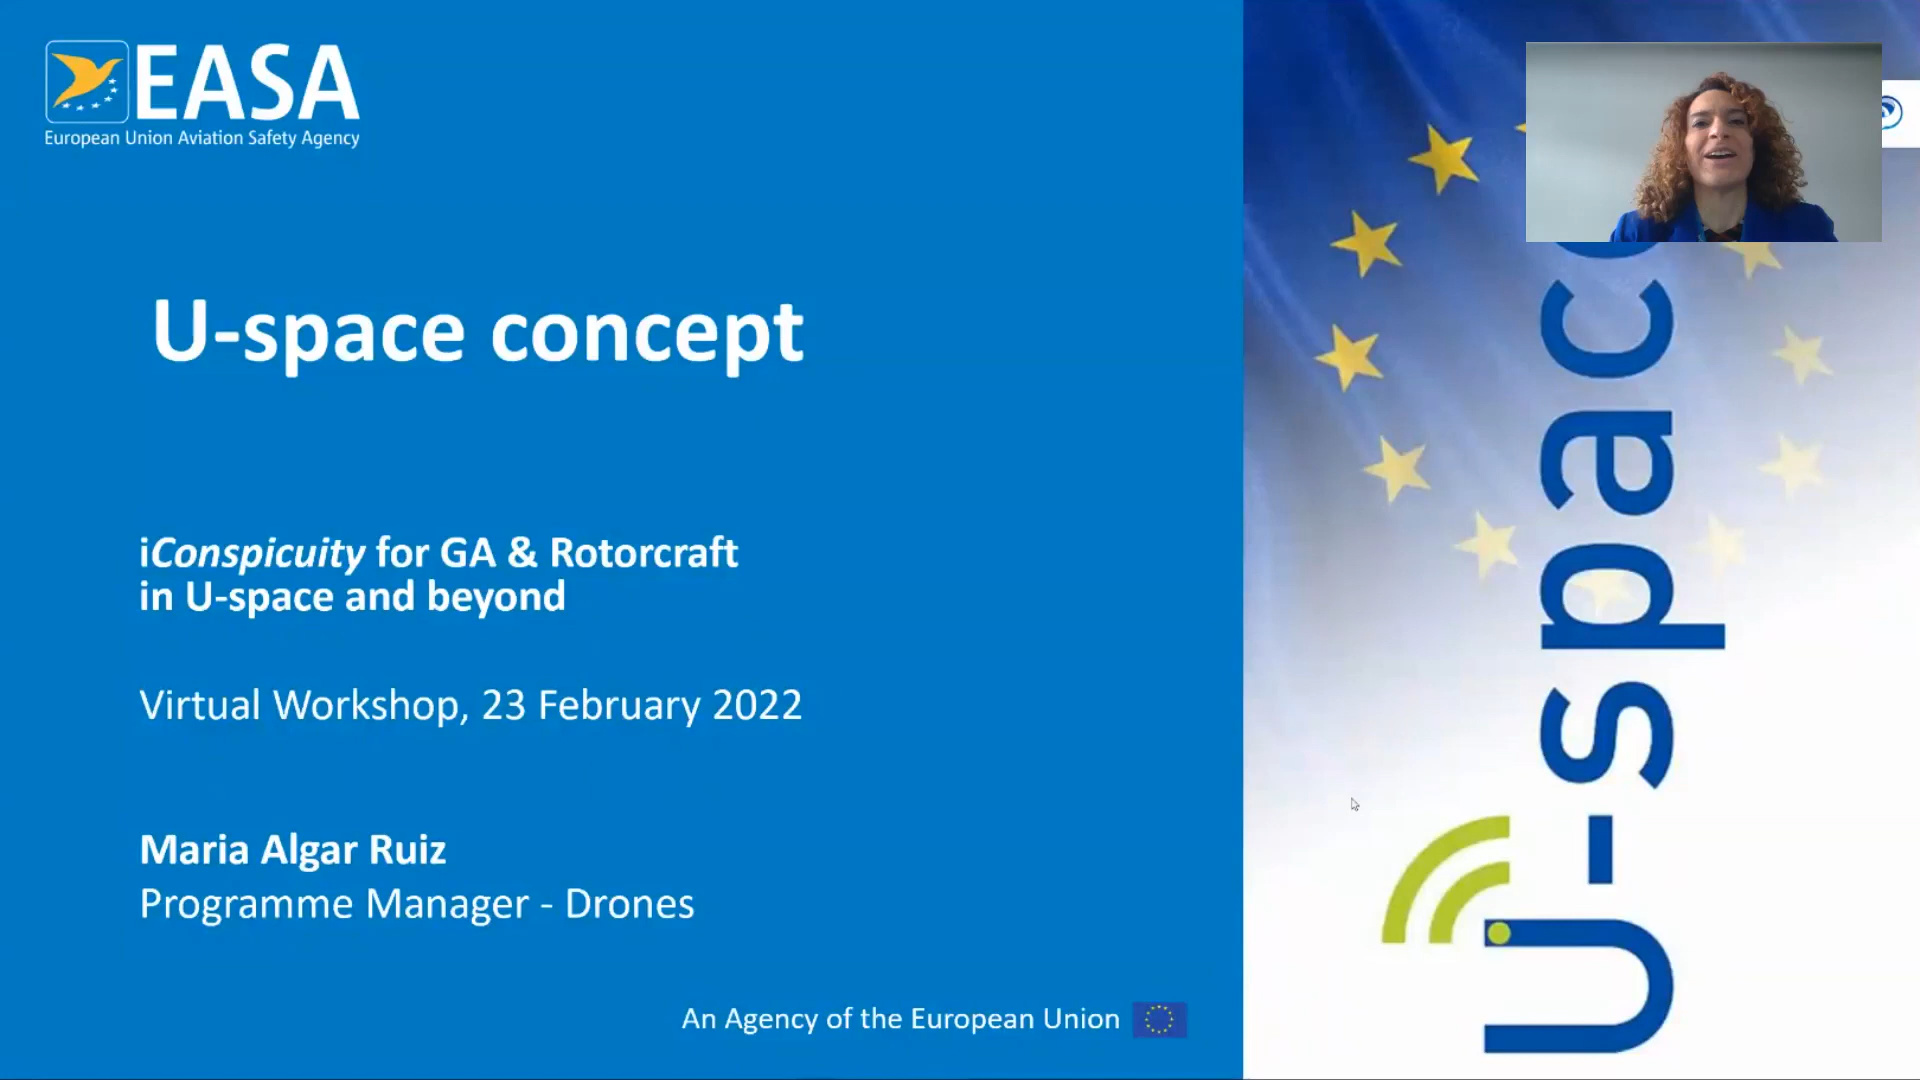 EASA
European Union Aviation Safety Agency
U-space concept
iConspicuity for GA & Rotorcraft
in U-space and beyond
Virtual Workshop, 23 February 2022
Maria Algar Ruiz
Programme Manager - Drones
An Agency of the European Union
U-spac